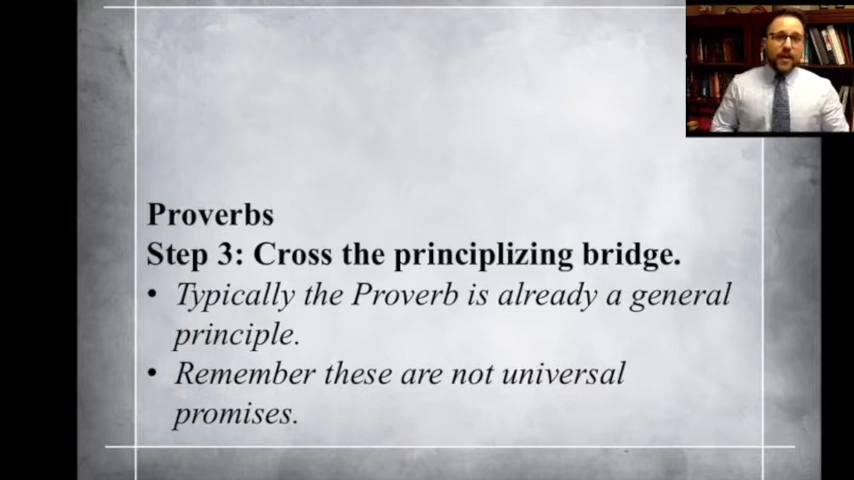 Proverbs
Step 3: Cross the principlizing bridge.
• Typically the Proverb is already a general
principle.
• Remember these are not universal
promises.